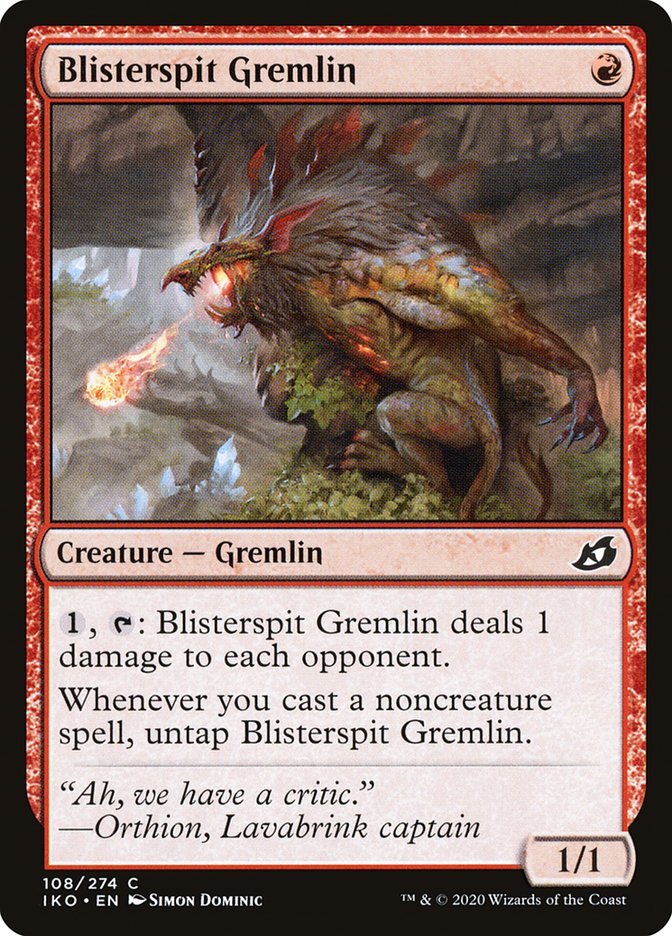 Blisterspit Gremlin
Creature — Gremlin
1, : Blisterspit Gremlin deals 1
damage to each opponent.
Whenever you cast a noncreature
spell, untap Blisterspit Gremlin.
“Ah, we have a critic.”
—Orthion, Lavabrink captain
1/1
108/274 C
IKO • EN Simon Dominic
™ & © 2020 Wizards of the Coast